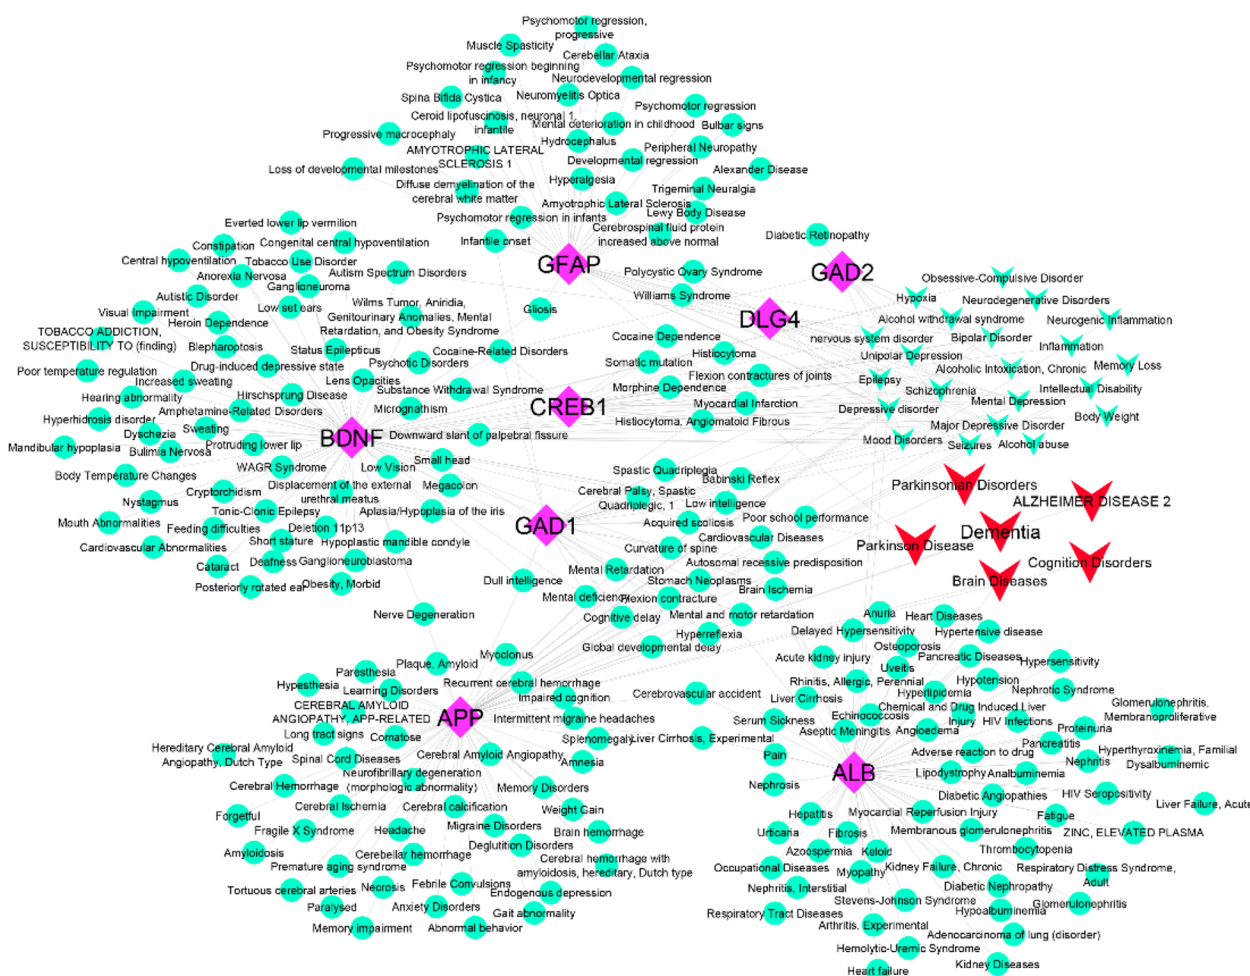 Psychomotor regression,
progressive
Muscle Spasticity
Cerebellar Ataxia
Psychomotor regression beginning
in infancy
Neurodevelopmental regression
Spina Bifida Cystica
Neuromyelitis Optica
Psychomotor regression
Ceroid lipofuscinosis, neuronal 1,
infantile
Mental deterioration in childhood
Bulbar signs
Progressive macrocephaly
Hydrocephalus
AMYOTROPHIC LATERAL
SCLEROSIS 1
Peripheral Neuropathy
Developmental regression
Loss of developmental milestones
Alexander Disease
Diffuse demyelination of the
cerebral white matter
Hyperalgesia
Trigeminal Neuralgia
Amyotrophic Lateral Sclerosis
Lewy Body Disease
Psychomotor regression in infants
Cerebrospinal fluid protein
increased above normal
Infantile onset
GFAP
Diabetic Retinopathy
GAD2
Polycystic Ovary Syndrome
Williams Syndrome
DLG4
Gliosis
Everted lower lip vermilion
Constipation
Congenital central hypoventilation
Central hypoventilation
Tobacco Use Disorder
Anorexia Nervosa
Autism Spectrum Disorders
Ganglioneuroma
Autistic Disorder
Low set ears
Wilms Tumor, Aniridia,
Genitourinary Anomalies, Mental
Retardation, and Obesity Syndrome
Visual Impairment
Heroin Dependence
TOBACCO ADDICTION,
SUSCEPTIBILITY TO (finding)
Blepharoptosis
Status Epilepticus
Psychotic Disorders
Cocaine-Related Disorders
Poor temperature regulation
Drug-induced depressive state
Increased sweating
Lens Opacities
Substance Withdrawal Syndrome
Hearing abnormality
Hirschsprung Disease
Micrognathism
Hyperhidrosis disorder
Amphetamine-Related Disorders
Sweating
Dyschezia
BDNF
Downward slant of palpebral fissure
Mandibular hypoplasia
Bulimia Nervosa
Protruding lower lip
Body Temperature Changes
WAGR Syndrome
Low Vision
Small head
Nystagmus
Cryptorchidism
Displacement of the external
urethral meatus
Megacolon
Mouth Abnormalities
Tonic-Clonic Epilepsy
Aplasia/Hypoplasia of the iris
Feeding difficulties
Deletion 11p13
Cardiovascular Abnormalities
Short stature
Hypoplastic mandible condyle
Cataract
Deafness
Ganglioneuroblastoma
Posteriorly rotated ear
Obesity, Morbid
Cocaine Dependence
Histiocytoma
Somatic mutation
Flexion contractures of joints
Morphine Dependence
CREB1
Myocardial Infarction
Histiocytoma, Angiomatoid Fibrous
Obsessive-Compulsive Disorder
Hypoxia
Neurodegenerative Disorders
Alcohol withdrawal syndrome
Neurogenic Inflammation
nervous system disorder
Bipolar Disorder
Unipolar Depression
Inflammation
Alcoholic Intoxication, Chronic
Memory Loss
Epilepsy
Schizophrenia
Intellectual Disability
Depressive disorder
Mental Depression
Major Depressive Disorder
Body Weight
Mood Disorders
Seizures
Alcohol abuse
Parkinsonian Disorders
ALZHEIMER DISEASE 2
Dementia
Parkinson Disease
Cognition Disorders
Brain Diseases
Spastic Quadriplegia
Babinski Reflex
Cerebral Palsy, Spastic
Quadriplegic, 1
Low intelligence
GAD1
Acquired scoliosis
Poor school performance
Cardiovascular Diseases
Curvature of spine
Autosomal recessive predisposition
Mental Retardation
Stomach Neoplasms
Dull intelligence
Mental deficiency
Flexion contracture
Brain Ischemia
Nerve Degeneration
Cognitive delay
Mental and motor retardation
Hyperreflexia
Global developmental delay
Myoclonus
Plaque, Amyloid
Paresthesia
Hypesthesia
Learning Disorders
Recurrent cerebral hemorrhage
Impaired cognition
Cerebrovascular accident
CEREBRAL AMYLOID
ANGIOPATHY, APP-RELATED
APP
Intermittent migraine headaches
Long tract signs
Comatose
Splenomegaly
Liver Cirrhosis, Experimental
Hereditary Cerebral Amyloid
Angiopathy, Dutch Type
Spinal Cord Diseases
Cerebral Amyloid Angiopathy
Amnesia
Neurofibrillary degeneration
(morphologic abnormality)
Cerebral Hemorrhage
Memory Disorders
Cerebral Ischemia
Cerebral calcification
Weight Gain
Forgetful
Fragile X Syndrome
Headache
Migraine Disorders
Brain hemorrhage
Deglutition Disorders
Amyloidosis
Cerebellar hemorrhage
Premature aging syndrome
Cerebral hemorrhage with
amyloidosis, hereditary, Dutch type
Tortuous cerebral arteries
Necrosis
Febrile Convulsions
Endogenous depression
Paralysed
Anxiety Disorders
Gait abnormality
Memory impairment
Abnormal behavior
Anuria
Heart Diseases
Delayed Hypersensitivity
Hypertensive disease
Osteoporosis
Acute kidney injury
Uveitis
Pancreatic Diseases
Hypersensitivity
Rhinitis, Allergic, Perennial
Hypotension
Liver Cirrhosis
Hyperlipidemia
Nephrotic Syndrome
Chemical and Drug Induced Liver
Injury
Glomerulonephritis,
Membranoproliferative
Serum Sickness
Echinococcosis
HIV Infections
Aseptic Meningitis
Angioedema
Proteinuria
Pancreatitis
Pain
Adverse reaction to drug
Hyperthyroxinemia, Familial
Dysalbuminemic
Nephritis
ALB
Lipodystrophy
Analbuminemia
Nephrosis
Diabetic Angiopathies
HIV Seropositivity
Liver Failure, Acute
Hepatitis
Myocardial Reperfusion Injury
Fatigue
Urticaria
Fibrosis
Membranous glomerulonephritis
ZINC, ELEVATED PLASMA
Azoospermia
Keloid
Thrombocytopenia
Occupational Diseases
Myopathy
Kidney Failure, Chronic
Respiratory Distress Syndrome,
Adult
Nephritis, Interstitial
Diabetic Nephropathy
Stevens-Johnson Syndrome
Glomerulonephritis
Respiratory Tract Diseases
Hypoalbuminemia
Arthritis, Experimental
Adenocarcinoma of lung (disorder)
Hemolytic-Uremic Syndrome
Heart failure
Kidney Diseases